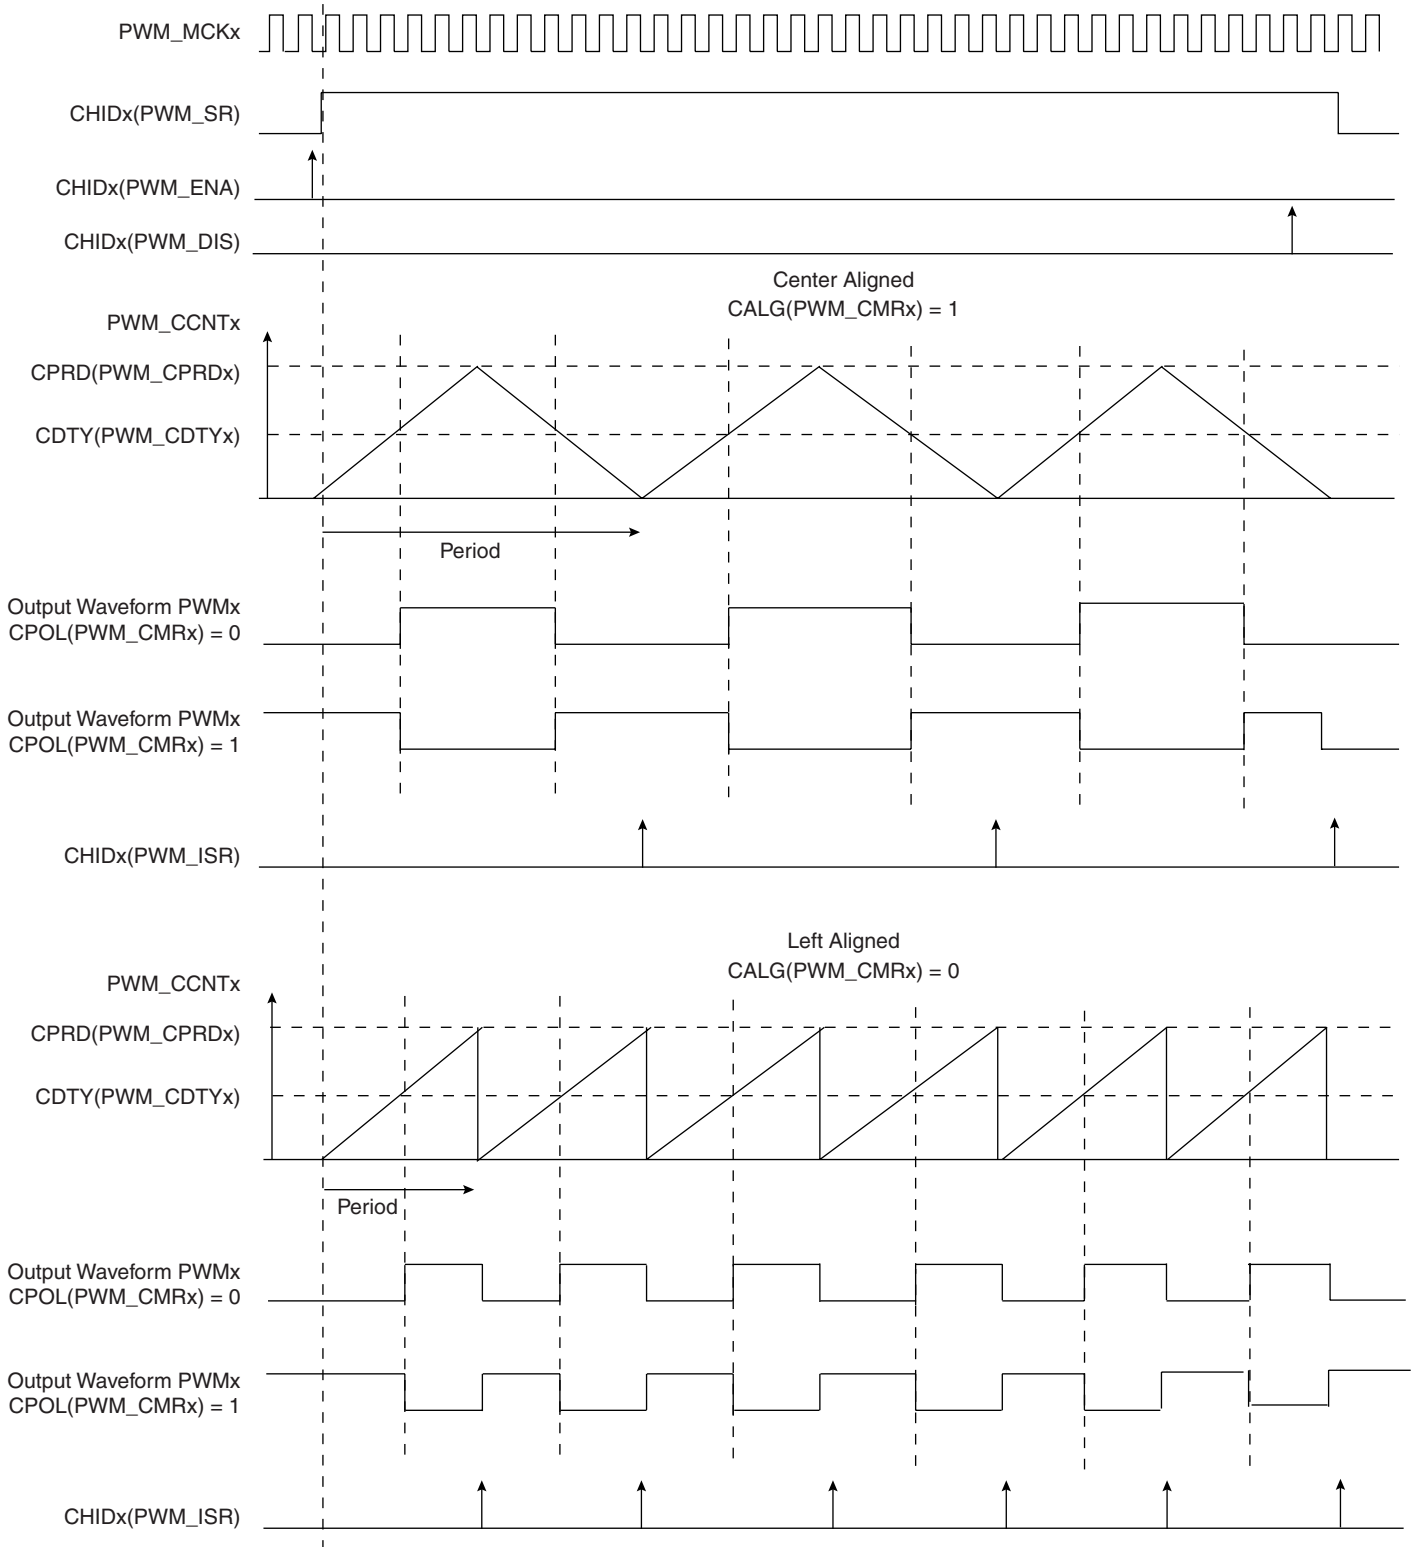 PWM_MCKx
CHIDx(PWM_SR)
CHIDx(PWM_ENA)
CHIDx(PWM_DIS)
Center Aligned
CALG(PWM_CMRx) = 1
PWM_CCNTx
CPRD(PWM_CPRDx)
CDTY(PWM_CDTYx)
Period
Output Waveform PWMx
CPOL(PWM_CMRx) = 0
Output Waveform PWMx
CPOL(PWM_CMRx) = 1
CHIDx(PWM_ISR)
Left Aligned
CALG(PWM_CMRx) = 0
PWM_CCNTx
CPRD(PWM_CPRDx)
CDTY(PWM_CDTYx)
Period
Output Waveform PWMx
CPOL(PWM_CMRx) = 0
Output Waveform PWMx
CPOL(PWM_CMRx) = 1
CHIDx(PWM_ISR)